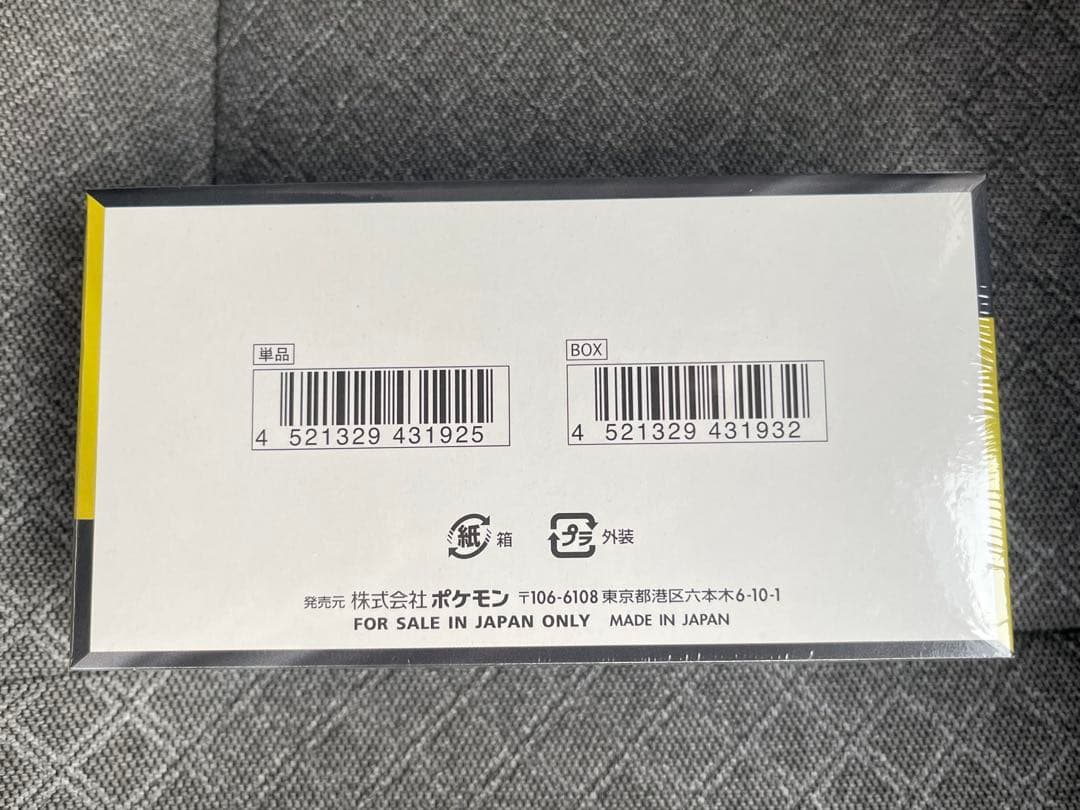 単品
4 521329 431925
BOX
4 521329 431932
紙 箱
プラ 外装
発売元 株式会社ポケモン 〒106-6108 東京都港区六本木6-10-1
FOR SALE IN JAPAN ONLY MADE IN JAPAN